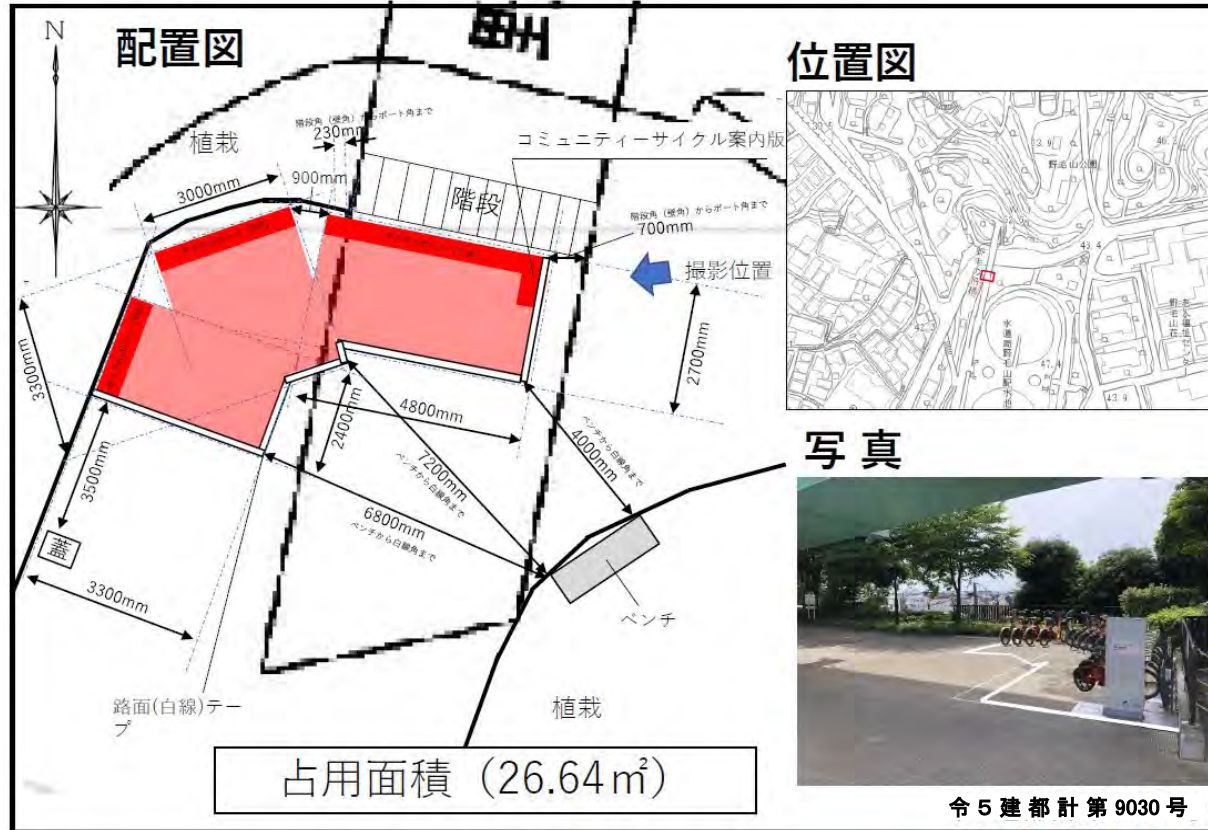 N
配置図
植栽
階段角（壁角）からポート角まで
230mm
コミュニティーサイクル案内版
3000mm
900mm
階段
階段角（壁角）からポート角まで
700mm
撮影位置
3300mm
2700mm
4800mm
2400mm
3500mm
7200mm
ベンチから白線角まで
ベンチから白線角まで
4000mm
6800mm
ベンチから白線角まで
蓋
3300mm
ベンチ
路面(白線)テー
プ
植栽
占用面積（26.64㎡）
位置図
野毛山公園
43.4
47.4
43.9
写 真
令 5 建 都 計 第 9030 号